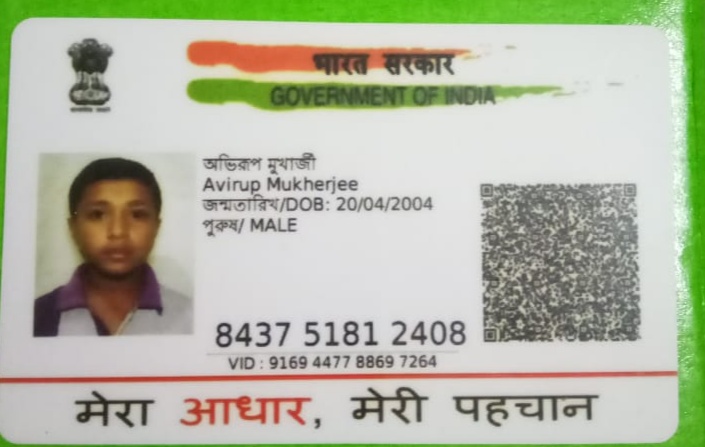 भारत सरकार
GOVERNMENT OF INDIA
অভিরূপ মুখার্জী
Avirup Mukherjee
জন্মতারিখ/DOB: 20/04/2004
পুরুষ/ MALE
8437 5181 2408
VID : 9169 4477 8869 7264
मेरा आधार, मेरी पहचान